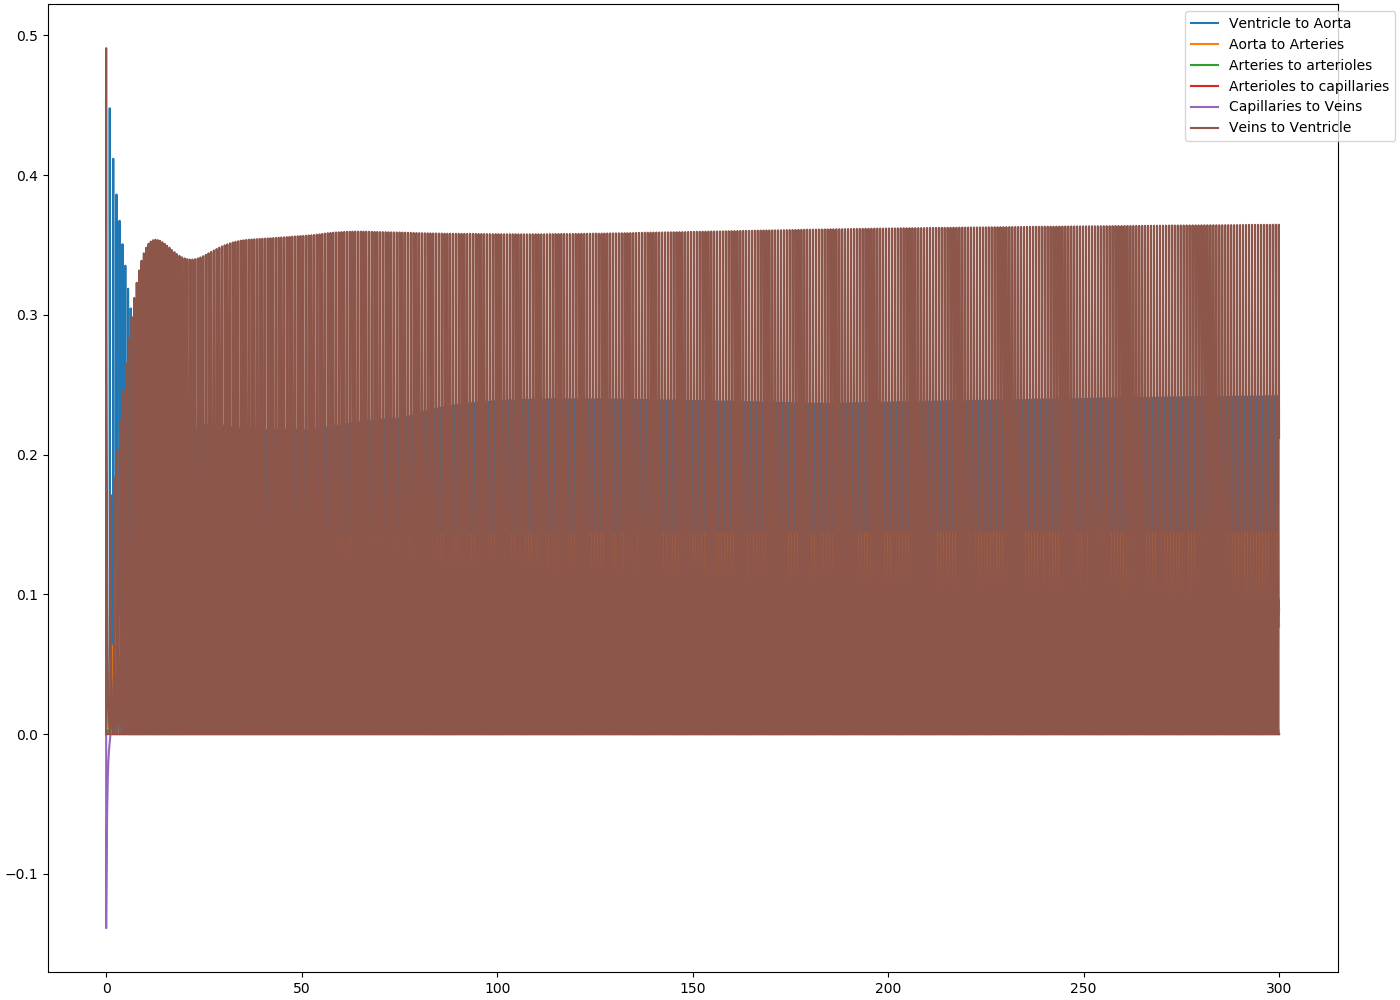 Ventricle to Aorta
Aorta to Arteries
Arteries to arterioles
Arterioles to capillaries
Capillaries to Veins
Veins to Ventricle
0.5
0.4
0.3
0.2
0.1
0.0
−0.1
0 50 100 150 200 250 300